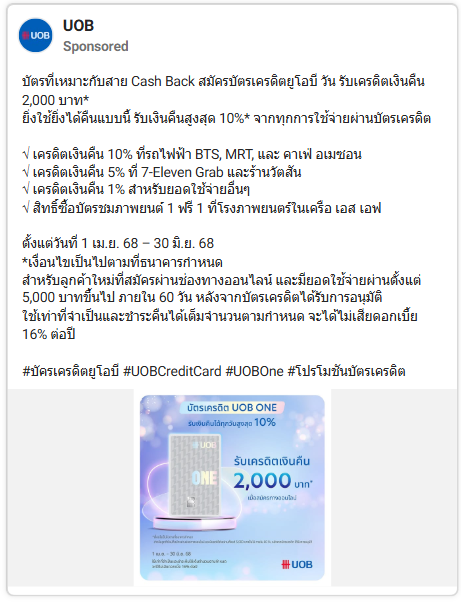 UOB
UOB
Sponsored
บัตรที่เหมาะกับสาย Cash Back สมัครบัตรเครดิตยูโอบี วัน รับเครดิตเงินคืน
2,000 บาท*
ยิ่งใช้ยิ่งได้คืนแบบนี้ รับเงินคืนสูงสุด 10%* จากทุกการใช้จ่ายผ่านบัตรเครดิต
√ เครดิตเงินคืน 10% ที่รถไฟฟ้า BTS, MRT, และ คาเฟ่ อเมซอน
√ เครดิตเงินคืน 5% ที่ 7-Eleven Grab และร้านวัตสัน
√ เครดิตเงินคืน 1% สำหรับยอดใช้จ่ายอื่นๆ
√ สิทธิ์ซื้อบัตรชมภาพยนต์ 1 ฟรี 1 ที่โรงภาพยนตร์ในเครือ เอส เอฟ
ตั้งแต่วันที่ 1 เม.ย. 68 – 30 มิ.ย. 68
*เงื่อนไขเป็นไปตามที่ธนาคารกำหนด
สำหรับลูกค้าใหม่ที่สมัครผ่านช่องทางออนไลน์ และมียอดใช้จ่ายผ่านตั้งแต่
5,000 บาทขึ้นไป ภายใน 60 วัน หลังจากบัตรเครดิตได้รับการอนุมัติ
ใช้เท่าที่จำเป็นและชำระคืนได้เต็มจำนวนตามกำหนด จะได้ไม่เสียดอกเบี้ย
16% ต่อปี
#บัครเครดิตยูโอบี #UOBCreditCard #UOBOne #โปรโมชันบัตรเครดิต
บัตรเครดิต UOB ONE
รับเงินคืนได้ทุกวันสูงสุด 10%
UOB
ONE
รับเครดิตเงินคืน
2,000 บาท*
เมื่อสมัครทางออนไลน์
1 เม.ย. - 30 มิ.ย. 68
UOB